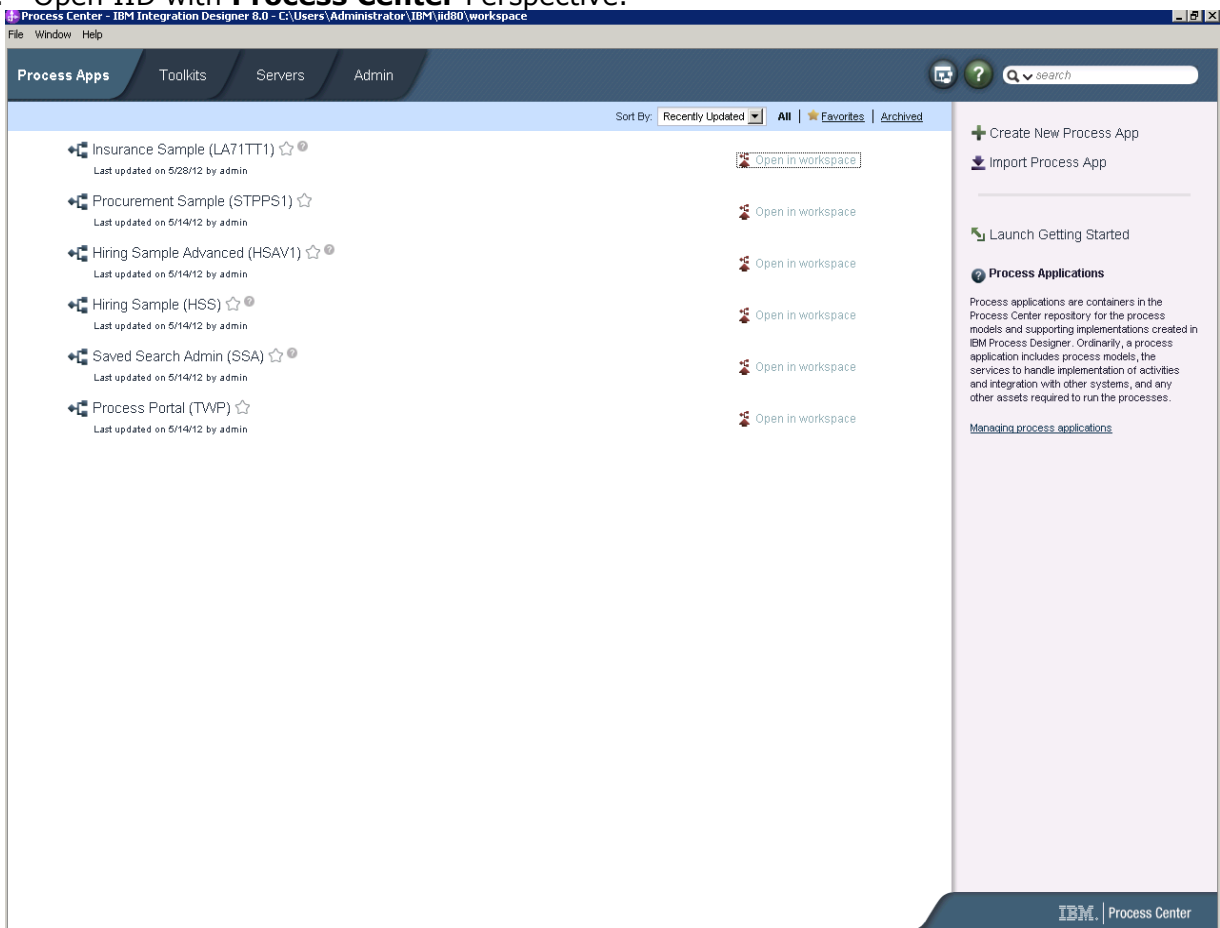 Open IID with Process Center Perspective.
Process Center - IBM Integration Designer 8.0 - C:\Users\Administrator\IBM\iid80\workspace
File Window Help
Process Apps Toolkits Servers Admin search
Sort By: Recently Updated All | Favorites | Archived
Insurance Sample (LA71TT1)
Last updated on 5/28/12 by admin
Open in workspace
Procurement Sample (STPPS1)
Last updated on 5/14/12 by admin
Open in workspace
Hiring Sample Advanced (HSAV1)
Last updated on 5/14/12 by admin
Open in workspace
Hiring Sample (HSS)
Last updated on 5/14/12 by admin
Open in workspace
Saved Search Admin (SSA)
Last updated on 5/14/12 by admin
Open in workspace
Process Portal (TWP)
Last updated on 5/14/12 by admin
Open in workspace
Create New Process App
Import Process App
Launch Getting Started
Process Applications
Process applications are containers in the
Process Center repository for the process
models and supporting implementations created in
IBM Process Designer. Ordinarily, a process
application includes process models, the
services to handle implementation of activities
and integration with other systems, and any
other assets required to run the processes.
Managing process applications
IBM. | Process Center